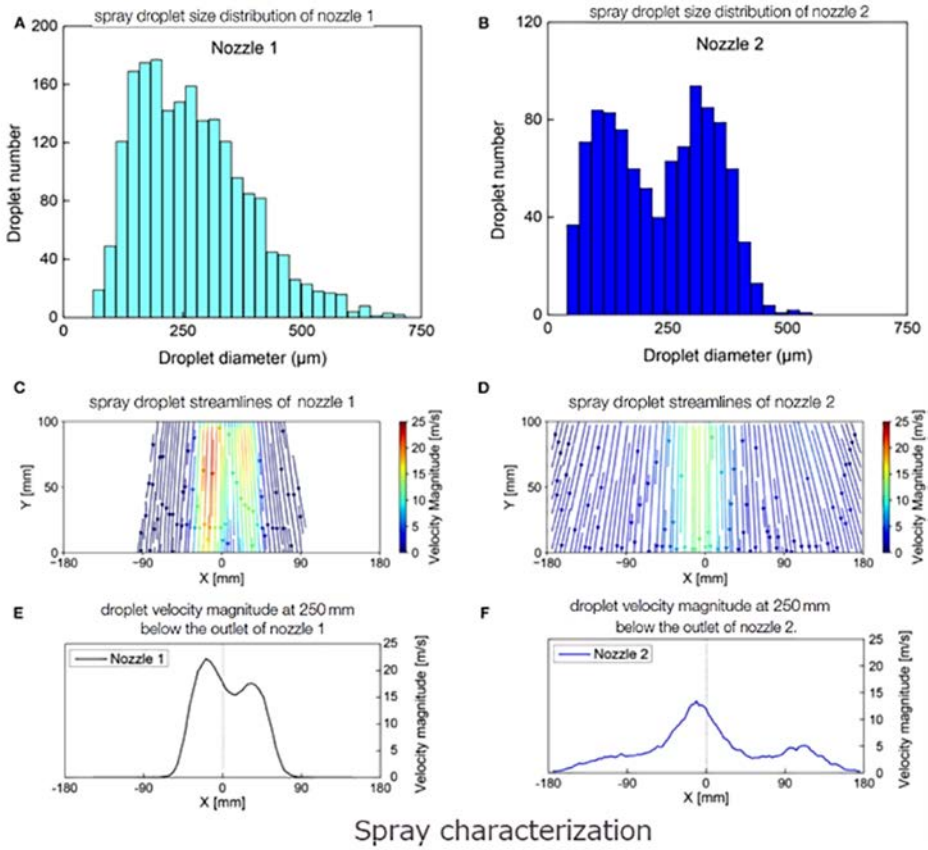 A
spray droplet size distribution of nozzle 1
Nozzle 1
200
160
120
80
40
0
Droplet number
0
250
500
750
Droplet diameter (µm)
B
spray droplet size distribution of nozzle 2
Nozzle 2
120
80
40
0
Droplet number
0
250
500
750
Droplet diameter (µm)
C
spray droplet streamlines of nozzle 1
100
50
0
Y [mm]
-180
-90
0
90
180
X [mm]
25
20
15
10
5
0
Velocity Magnitude [m/s]
D
spray droplet streamlines of nozzle 2
100
50
0
Y [mm]
-180
-90
0
90
180
X [mm]
25
20
15
10
5
0
Velocity Magnitude [m/s]
E
droplet velocity magnitude at 250 mm
below the outlet of nozzle 1
Nozzle 1
25
20
15
10
5
0
Velocity magnitude [m/s]
-180
-90
0
90
180
X [mm]
F
droplet velocity magnitude at 250 mm
below the outlet of nozzle 2.
Nozzle 2
25
20
15
10
5
0
Velocity magnitude [m/s]
-180
-90
0
90
180
X [mm]
Spray characterization